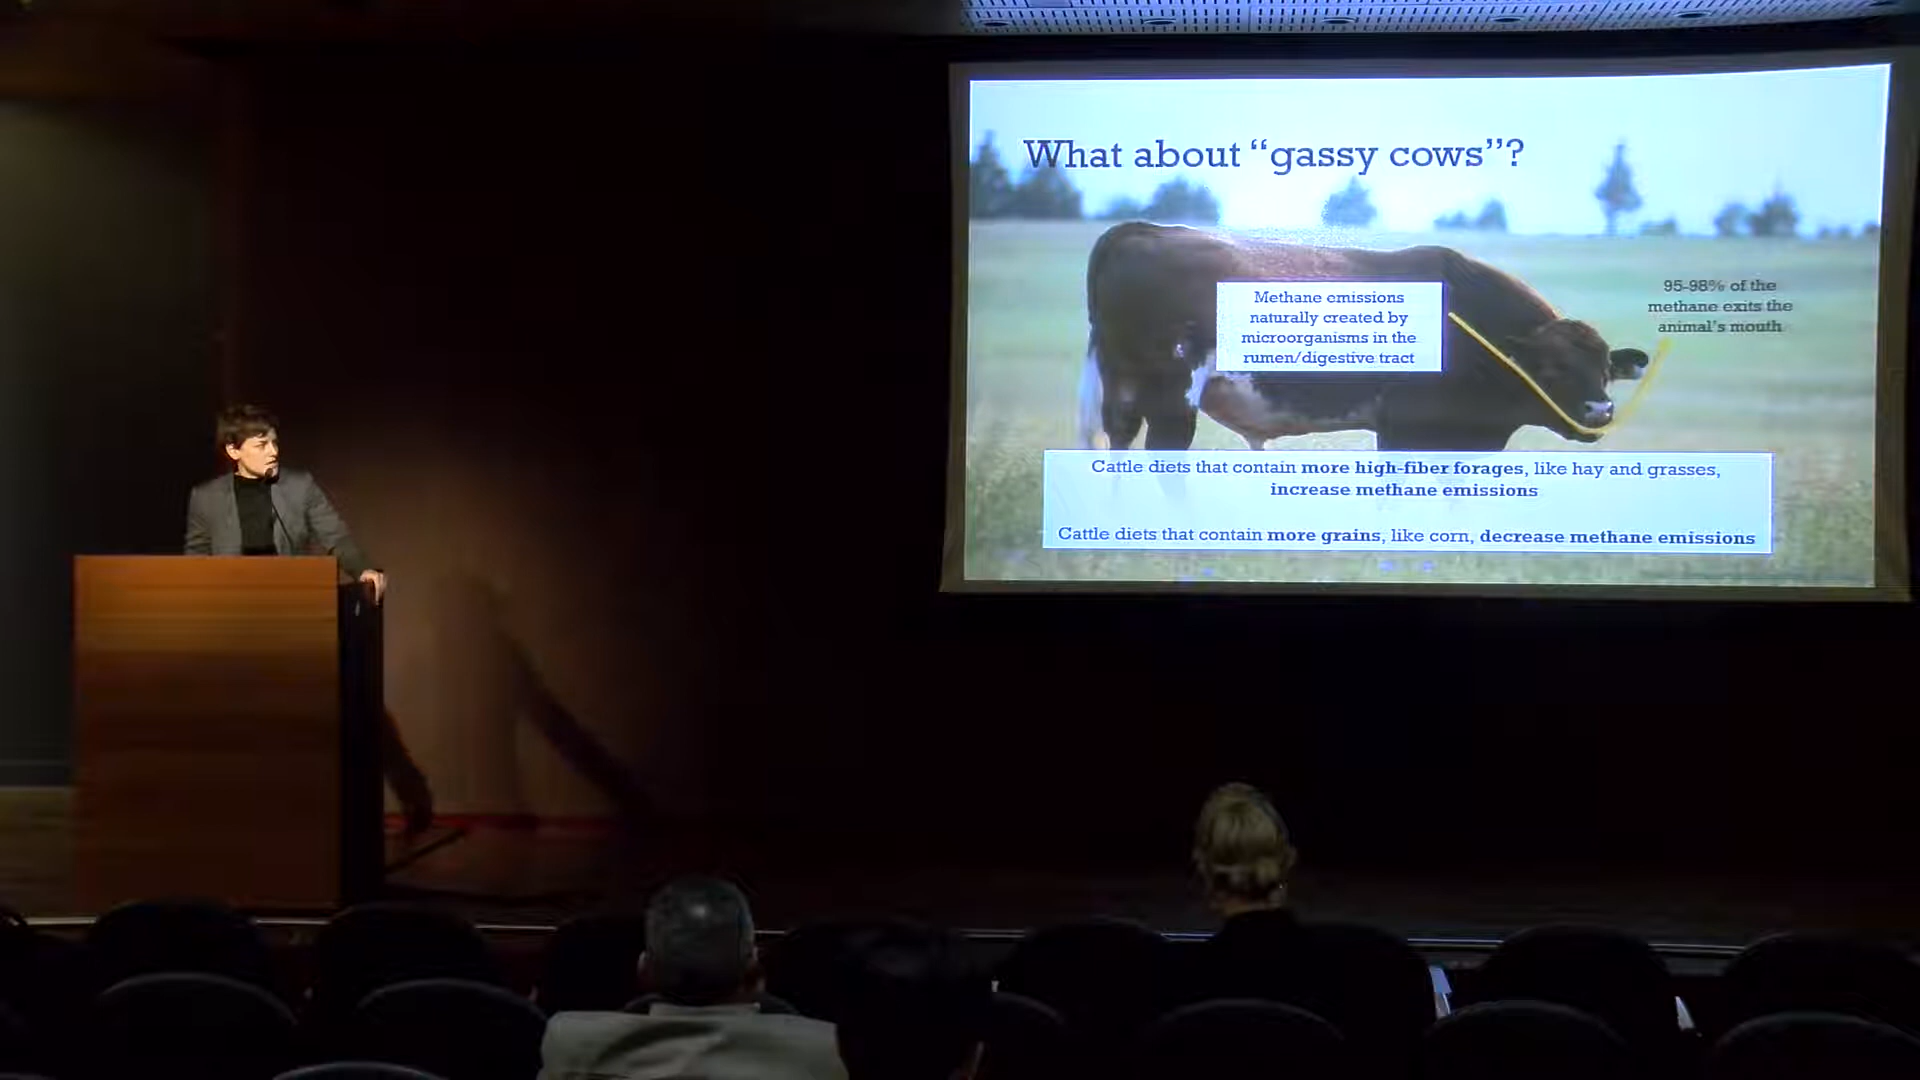 What about “gassy cows”?
Methane emissions
naturally created by
microorganisms in the
rumen/digestive tract
95-98% of the
methane exits the
animal’s mouth
Cattle diets that contain more high-fiber forages, like hay and grasses,
increase methane emissions
Cattle diets that contain more grains, like corn, decrease methane emissions